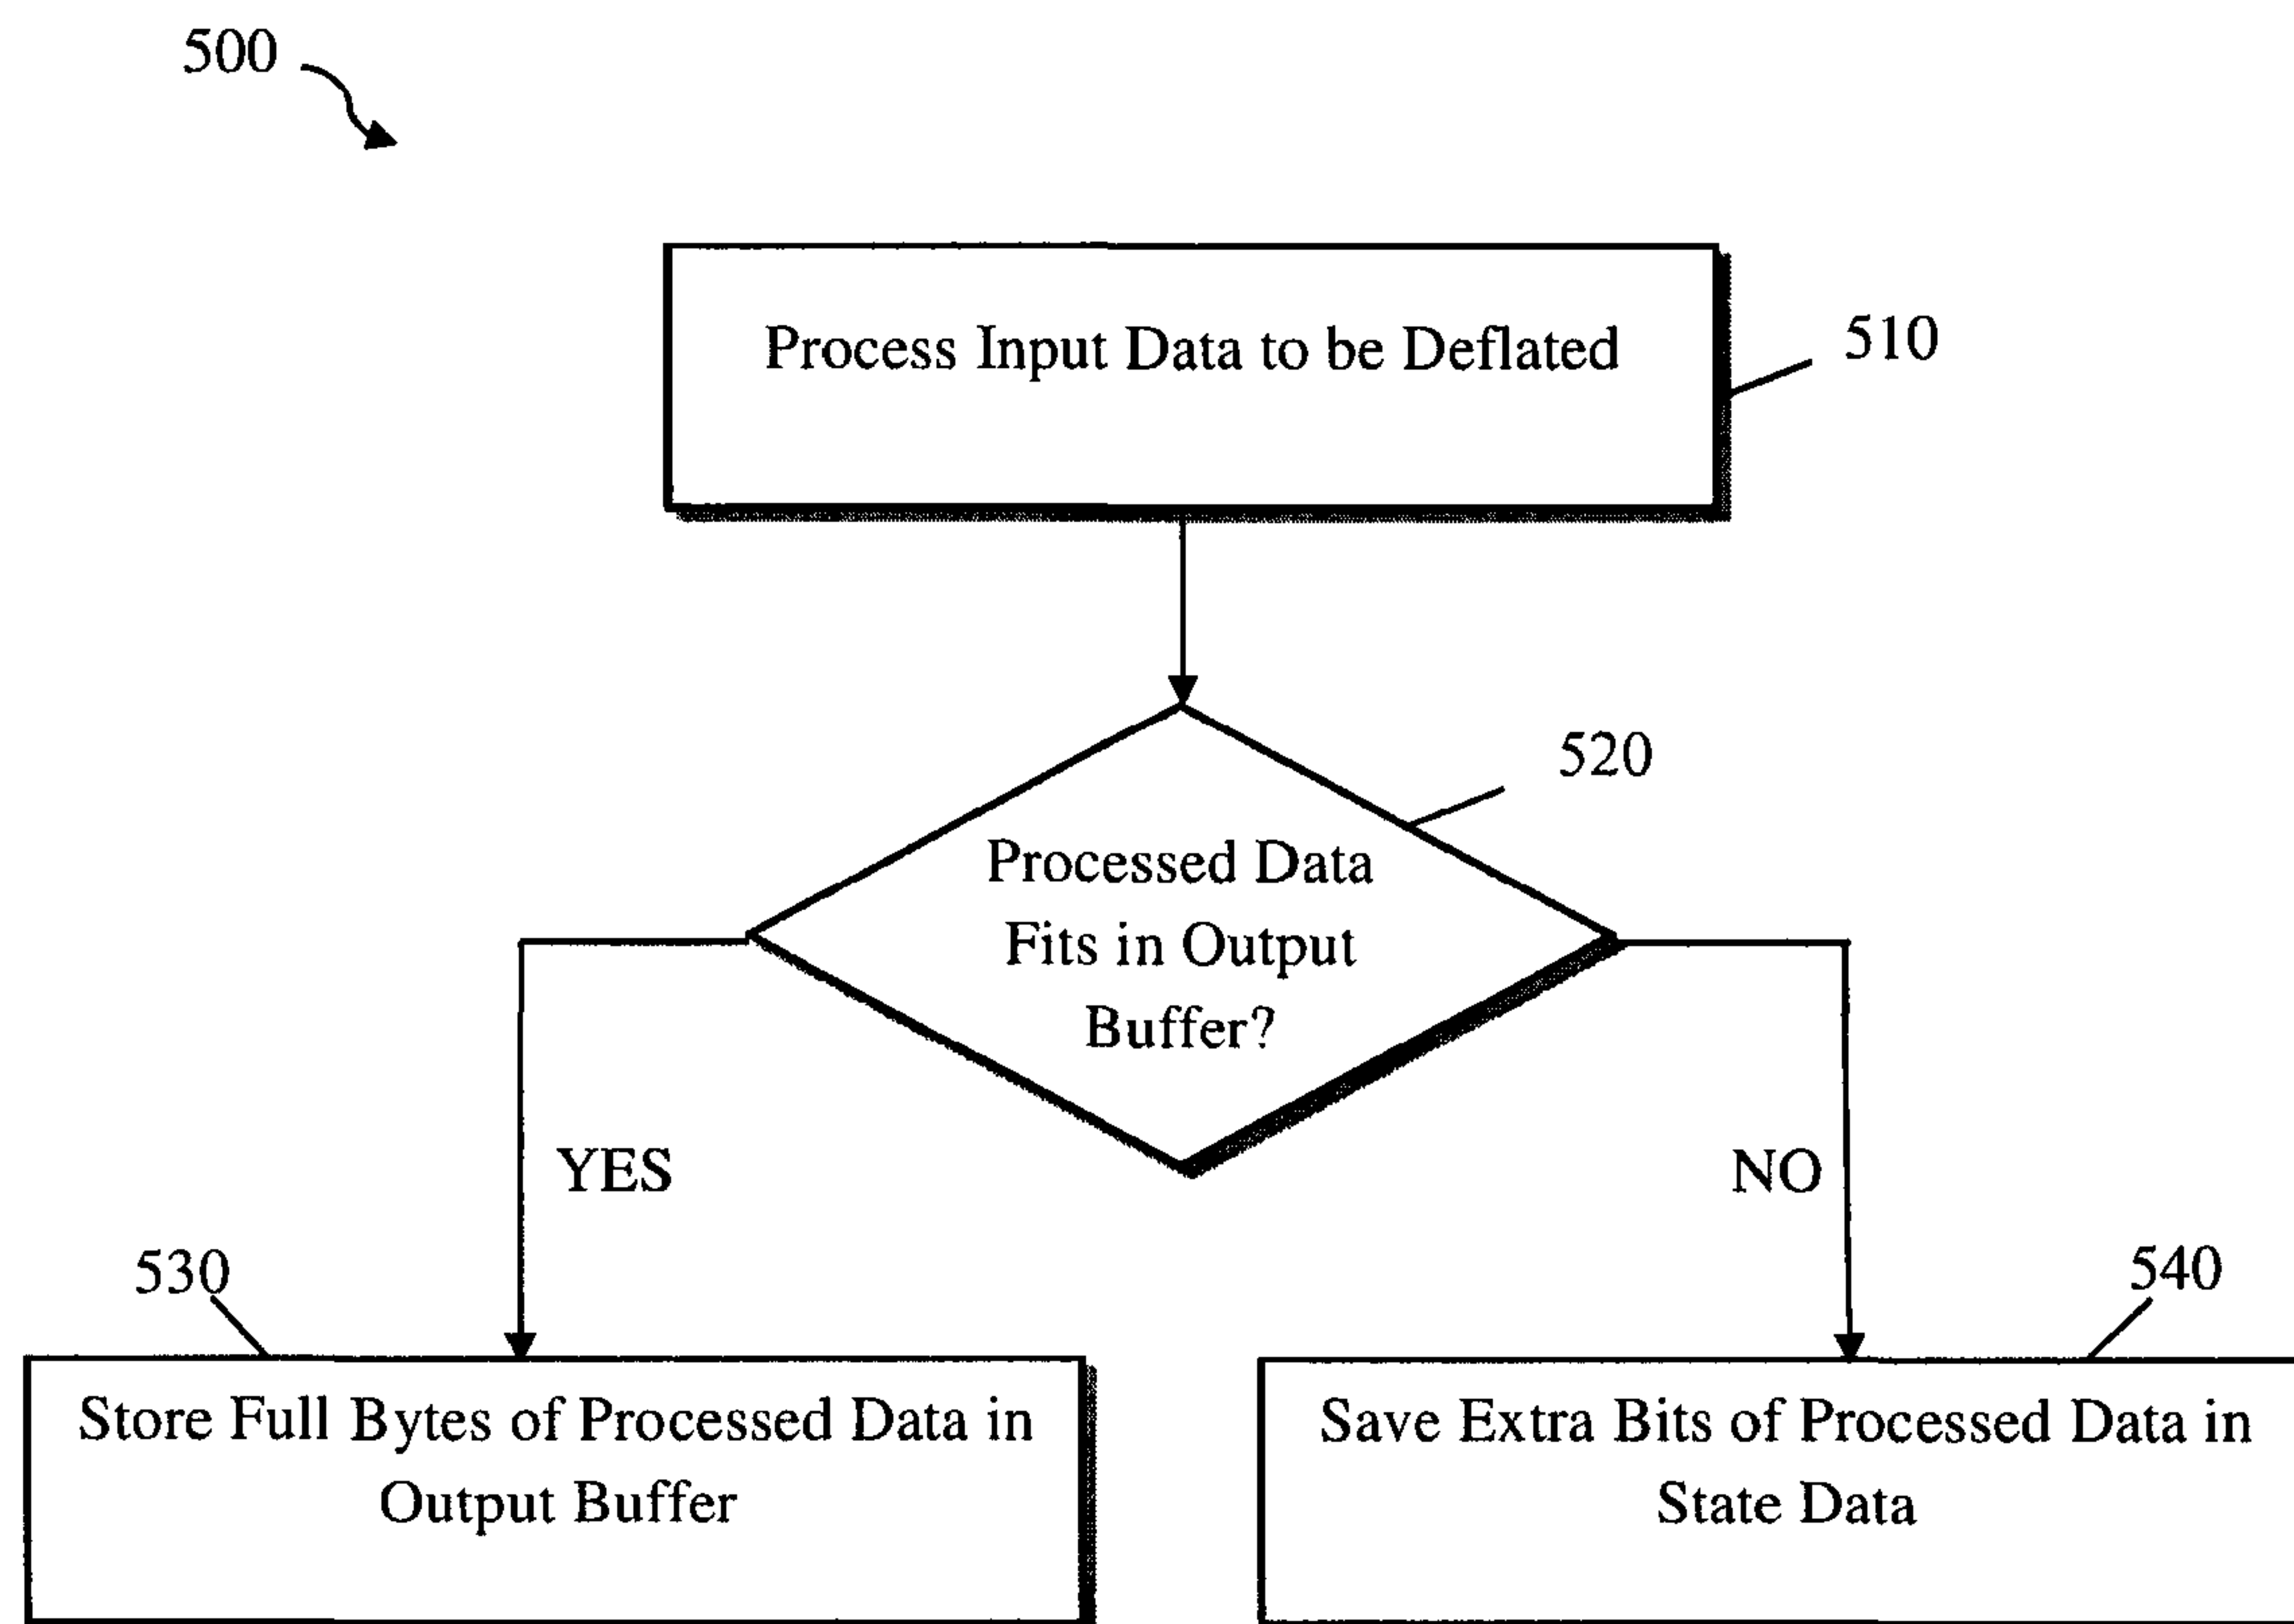 500
Process Input Data to be Deflated
510
520
Processed Data
Fits in Output
Buffer?
YES
NO
530
540
Store Full Bytes of Processed Data in
Output Buffer
Save Extra Bits of Processed Data in
State Data